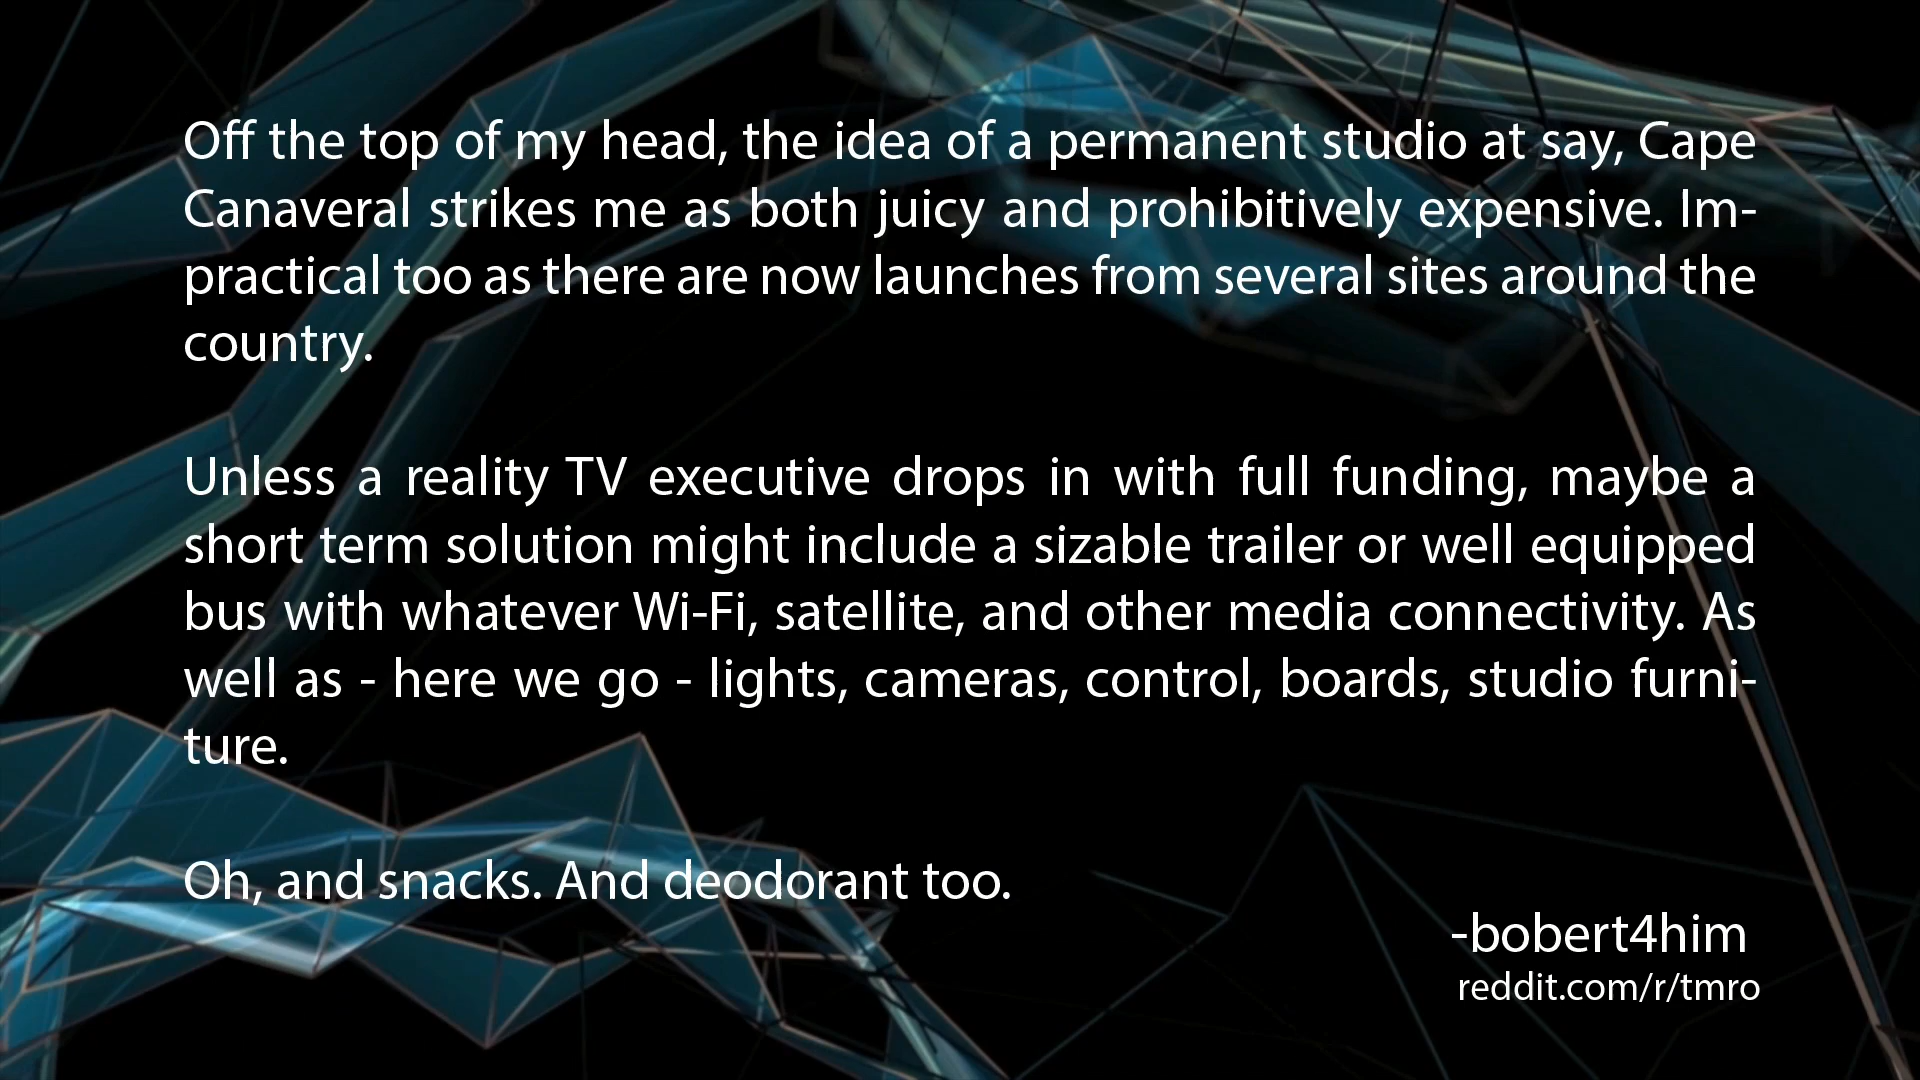 Off the top of my head, the idea of a permanent studio at say, Cape
Canaveral strikes me as both juicy and prohibitively expensive. Im-
practical too as there are now launches from several sites around the
country.
Unless a reality TV executive drops in with full funding, maybe a
short term solution might include a sizable trailer or well equipped
bus with whatever Wi-Fi, satellite, and other media connectivity. As
well as - here we go - lights, cameras, control, boards, studio furni-
ture.
Oh, and snacks. And deodorant too.
-bobert4him
reddit.com/r/tmro